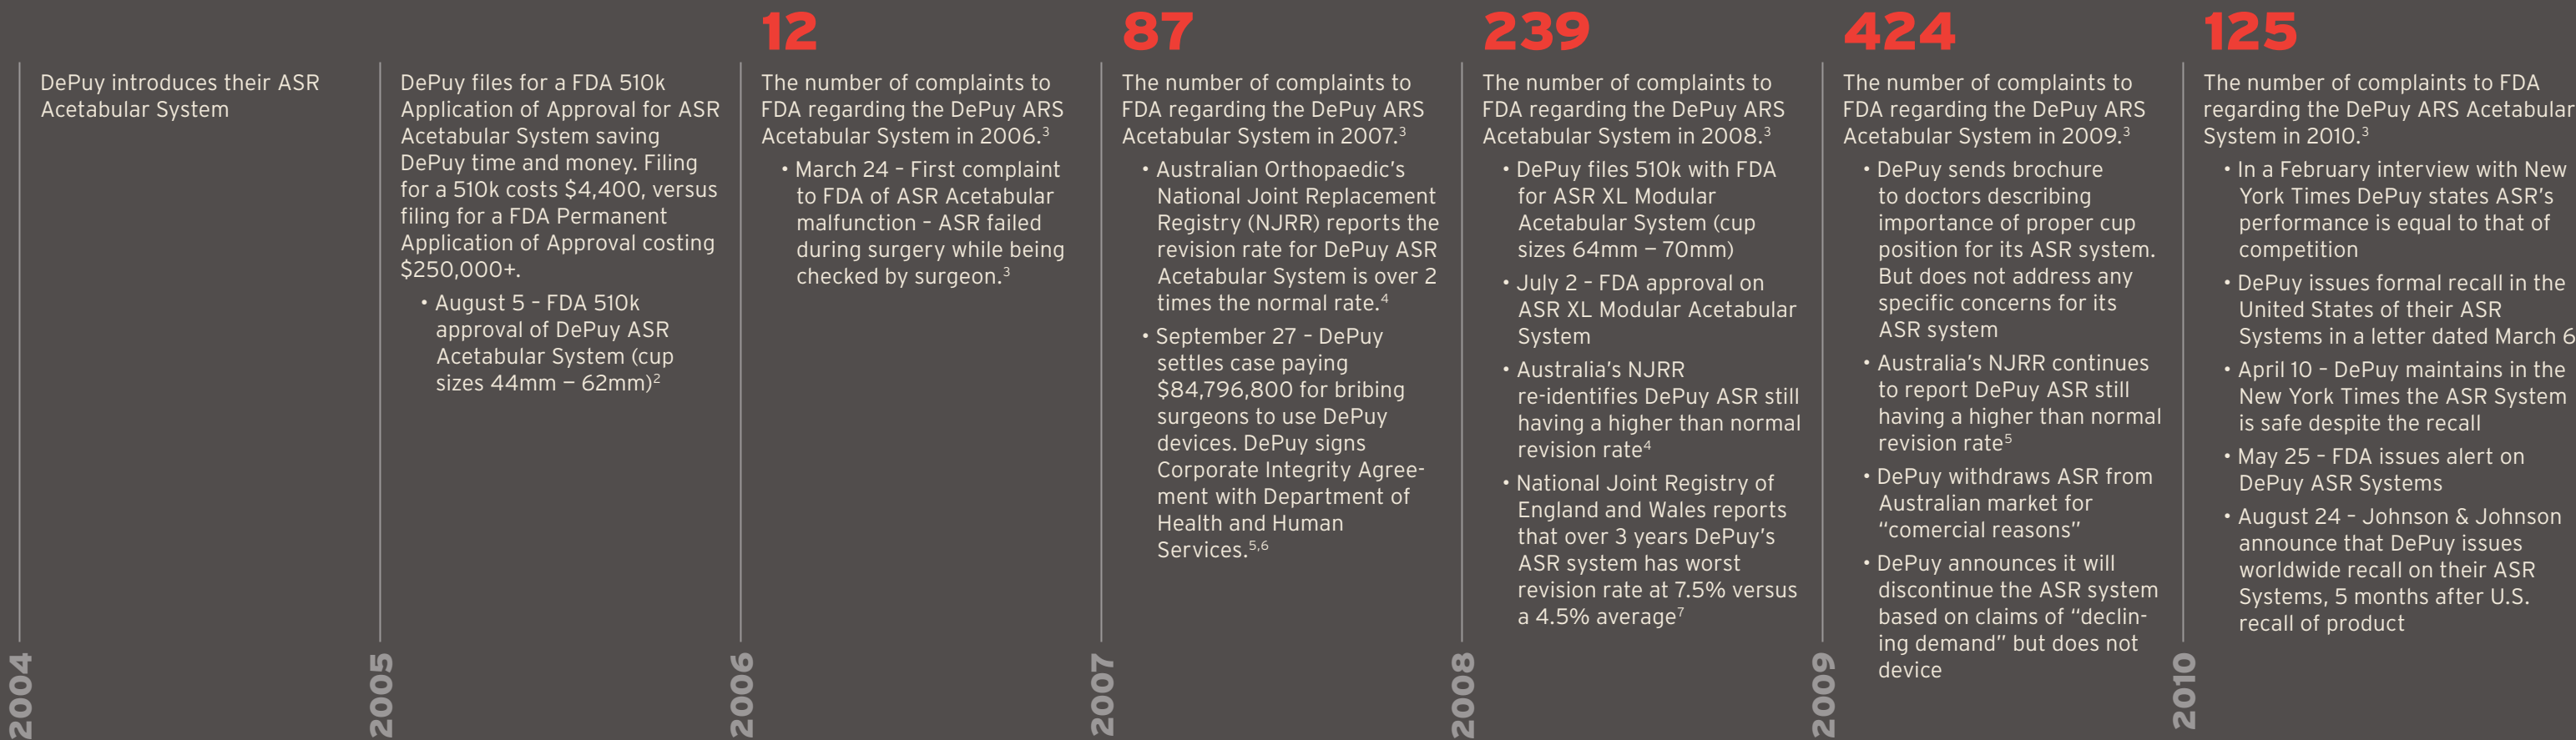 DePuy introduces their ASR
Acetabular System
2004
DePuy files for a FDA 510k
Application of Approval for ASR
Acetabular System saving
DePuy time and money. Filing
for a 510k costs $4,400, versus
filing for a FDA Permanent
Application of Approval costing
$250,000+.
• August 5 – FDA 510k
approval of DePuy ASR
Acetabular System (cup
sizes 44mm – 62mm)2
2005
12
The number of complaints to
FDA regarding the DePuy ARS
Acetabular System in 2006.3
• March 24 – First complaint
to FDA of ASR Acetabular
malfunction – ASR failed
during surgery while being
checked by surgeon.3
2006
87
The number of complaints to
FDA regarding the DePuy ARS
Acetabular System in 2007.3
• Australian Orthopaedic's
National Joint Replacement
Registry (NJRR) reports the
revision rate for DePuy ASR
Acetabular System is over 2
times the normal rate.4
• September 27 – DePuy
settles case paying
$84,796,800 for bribing
surgeons to use DePuy
devices. DePuy signs
Corporate Integrity Agree-
ment with Department of
Health and Human
Services.5,6
2007
239
The number of complaints to
FDA regarding the DePuy ARS
Acetabular System in 2008.3
• DePuy files 510k with FDA
for ASR XL Modular
Acetabular System (cup
sizes 64mm – 70mm)
• July 2 – FDA approval on
ASR XL Modular Acetabular
System
• Australia's NJRR
re-identifies DePuy ASR still
having a higher than normal
revision rate4
• National Joint Registry of
England and Wales reports
that over 3 years DePuy's
ASR system has worst
revision rate at 7.5% versus
a 4.5% average7
2008
424
The number of complaints to
FDA regarding the DePuy ARS
Acetabular System in 2009.3
• DePuy sends brochure
to doctors describing
importance of proper cup
position for its ASR system.
But does not address any
specific concerns for its
ASR system
• Australia's NJRR continues
to report DePuy ASR still
having a higher than normal
revision rate5
• DePuy withdraws ASR from
Australian market for
"comercial reasons"
• DePuy announces it will
discontinue the ASR system
based on claims of "declin-
ing demand" but does not
device
2009
125
The number of complaints to FDA
regarding the DePuy ARS Acetabular
System in 2010.3
• In a February interview with New
York Times DePuy states ASR's
performance is equal to that of
competition
• DePuy issues formal recall in the
United States of their ASR
Systems in a letter dated March 6
• April 10 – DePuy maintains in the
New York Times the ASR System
is safe despite the recall
• May 25 – FDA issues alert on
DePuy ASR Systems
• August 24 – Johnson & Johnson
announce that DePuy issues
worldwide recall on their ASR
Systems, 5 months after U.S.
recall of product
2010